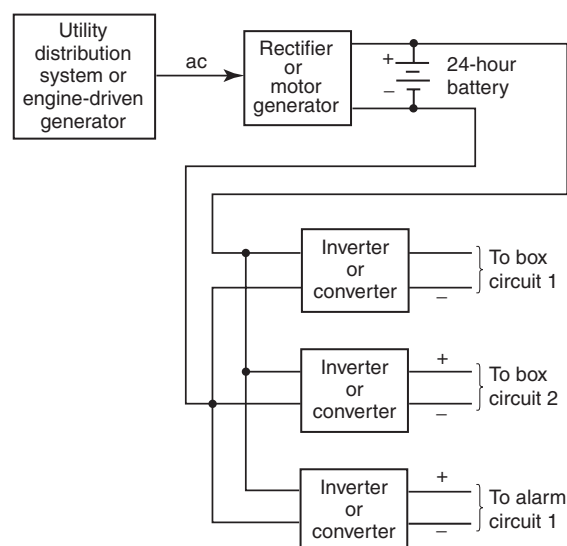 Utility
distribution
system or
engine-driven
generator
ac
Rectifier
or
motor
generator
+
–
24-hour
battery
Inverter
or
converter
–
To box
circuit 1
Inverter
or
converter
+
–
To box
circuit 2
Inverter
or
converter
+
–
To alarm
circuit 1